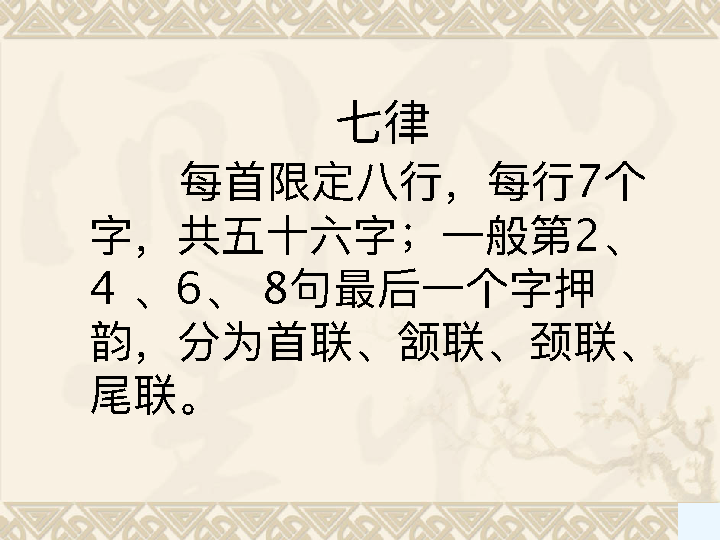 七律
每首限定八行，每行7个
字，共五十六字；一般第2、
4 、6、 8句最后一个字押
韵，分为首联、颔联、颈联、
尾联。